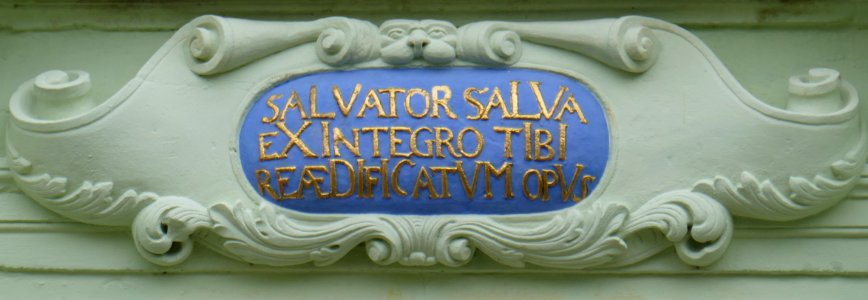 SALVATOR SALVA
EX INTEGRO TIBI
REÆDIFICATVM OPVS